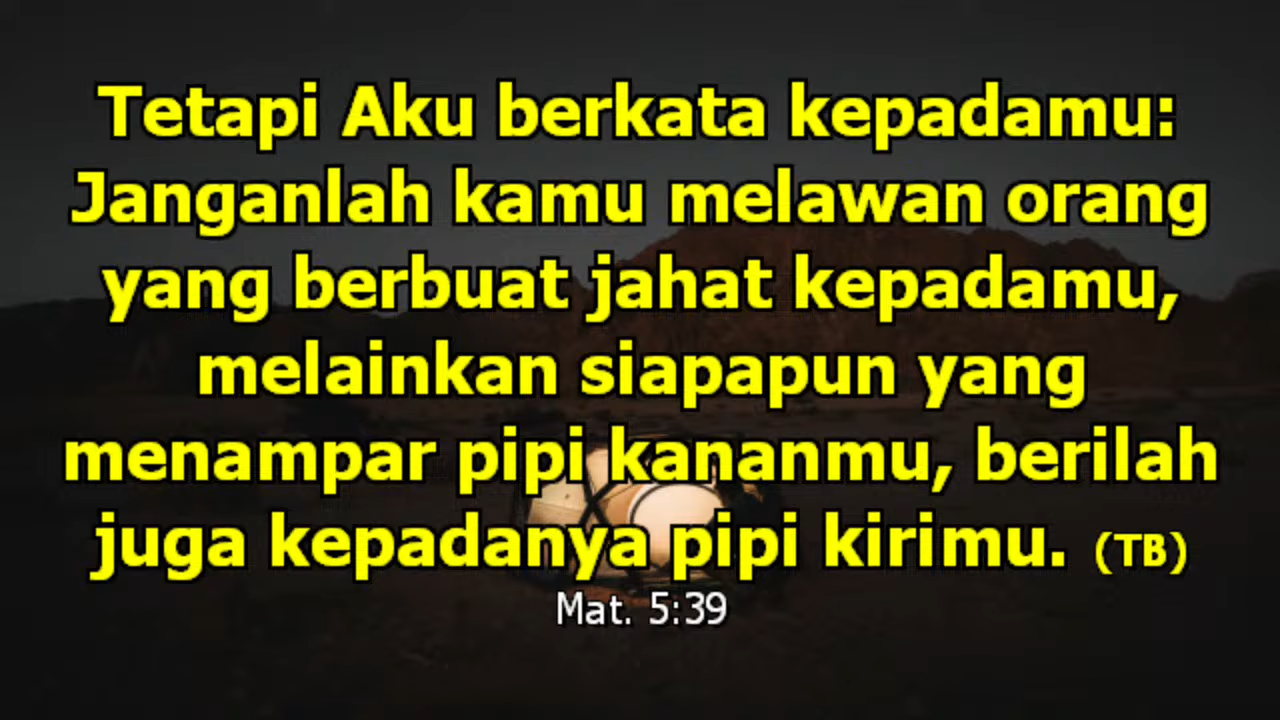 Tetapi Aku berkata kepadamu:
Janganlah kamu melawan orang
yang berbuat jahat kepadamu,
melainkan siapapun yang
menampar pipi kananmu, berilah
juga kepadanya pipi kirimu. (TB)
Mat. 5:39